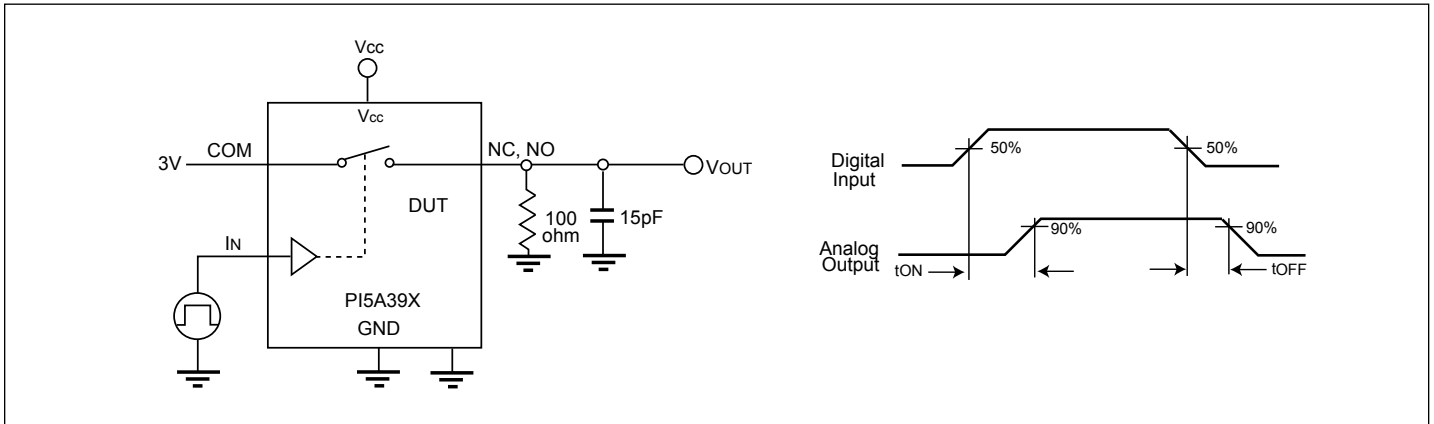 Vcc
Vcc
COM
3V
NC, NO
VOUT
DUT
100
ohm
15pF
IN
PI5A39X
GND
Digital
Input
50%
50%
Analog
Output
90%
90%
tON
tOFF